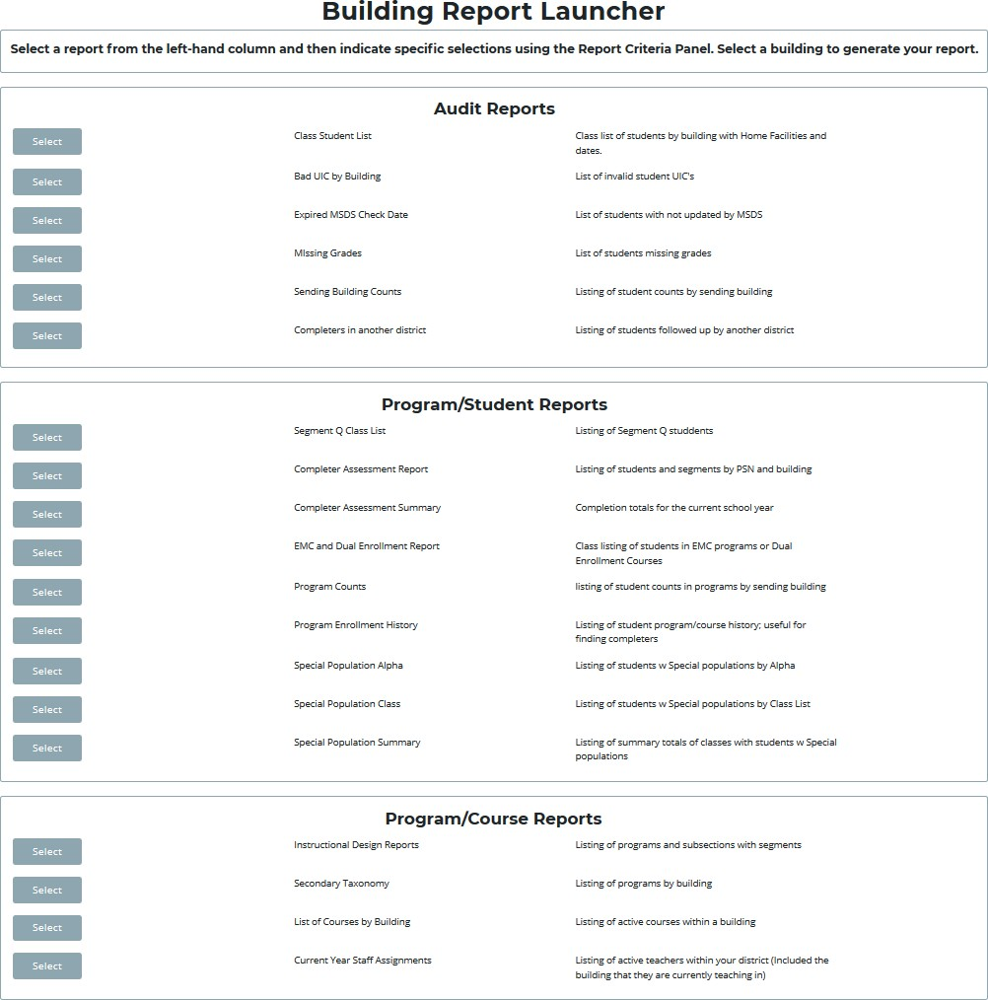 Building Report Launcher
Select a report from the left-hand column and then indicate specific selections using the Report Criteria Panel. Select a building to generate your report.
Audit Reports
Select Class Student List Class list of students by building with Home Facilities and
dates.
Select Bad UIC by Building List of invalid student UIC's
Select Expired MSDS Check Date List of students with not updated by MSDS
Select MIssing Grades List of students missing grades
Select Sending Building Counts Listing of student counts by sending building
Select Completers in another district Listing of students followed up by another district
Program/Student Reports
Select Segment Q Class List Listing of Segment Q studdents
Select Completer Assessment Report Listing of students and segments by PSN and building
Select Completer Assessment Summary Completion totals for the current school year
Select EMC and Dual Enrollment Report Class listing of students in EMC programs or Dual
Enrollment Courses
Select Program Counts listing of student counts in programs by sending building
Select Program Enrollment History Listing of student program/course history; useful for
finding completers
Select Special Population Alpha Listing of students w Special populations by Alpha
Select Special Population Class Listing of students w Special populations by Class List
Select Special Population Summary Listing of summary totals of classes with students w Special
populations
Program/Course Reports
Select Instructional Design Reports Listing of programs and subsections with segments
Select Secondary Taxonomy Listing of programs by building
Select List of Courses by Building Listing of active courses within a building
Select Current Year Staff Assignments Listing of active teachers within your district (Included the
building that they are currently teaching in)